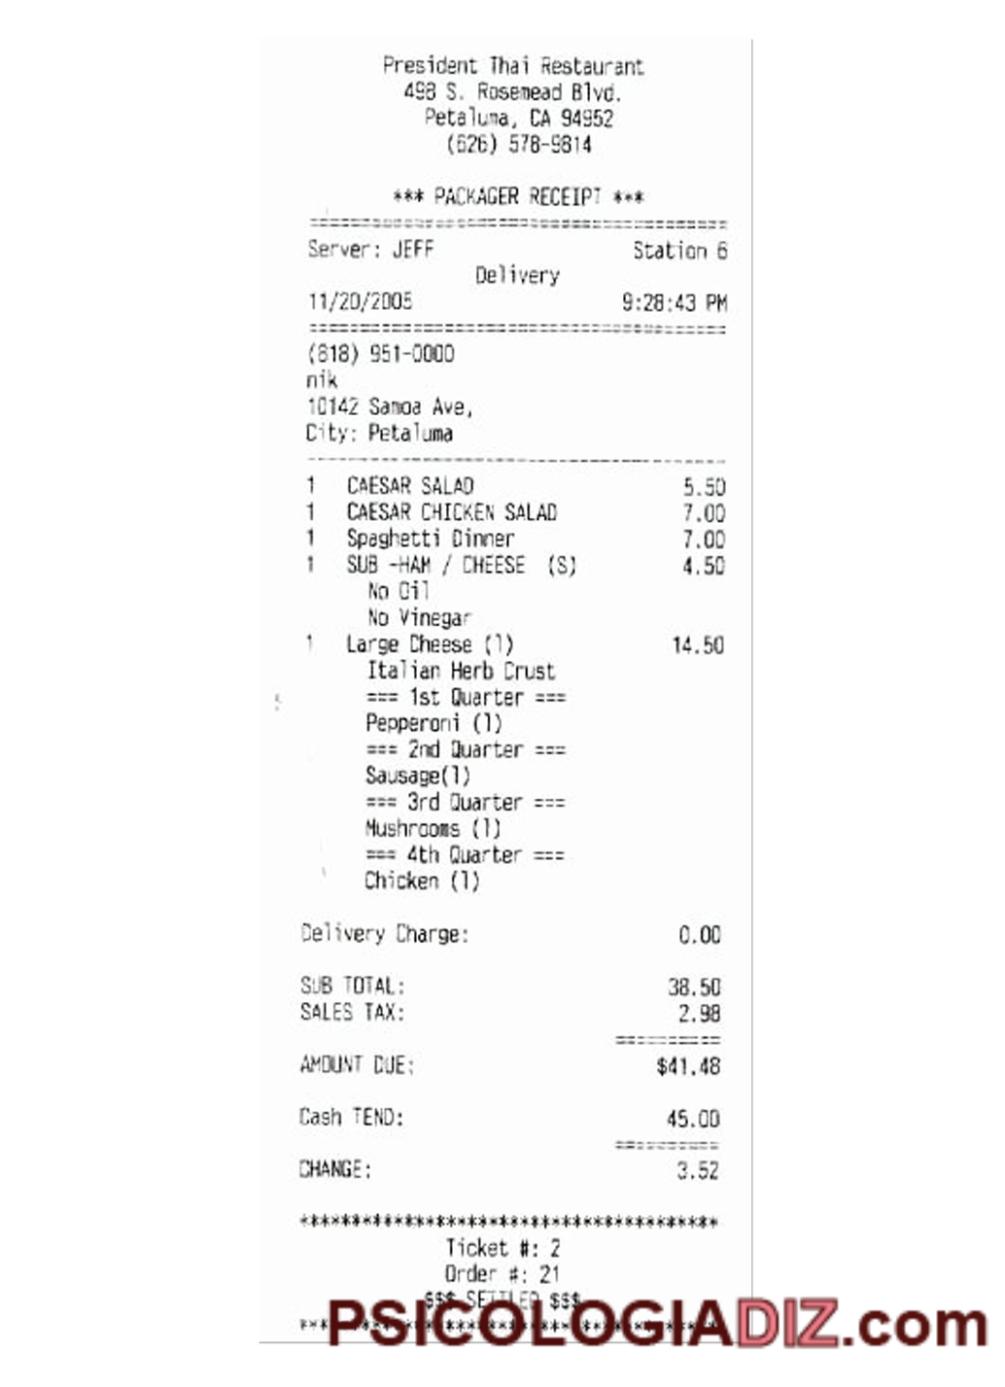 President Thai Restaurant
498 S. Rosemead Blvd.
Petaluma, CA 94952
(626) 578-9814
*** PACKAGER RECEIPT ***
==========================================
Server: JEFF Station 6
Delivery
11/20/2005 9:28:43 PM
==========================================
(818) 951-0000
nik
10142 Samoa Ave,
City: Petaluma
------------------------------------------
1 CAESAR SALAD 5.50
1 CAESAR CHICKEN SALAD 7.00
1 Spaghetti Dinner 7.00
1 SUB -HAM / CHEESE (S) 4.50
No Oil
No Vinegar
1 Large Cheese (1) 14.50
Italian Herb Crust
=== 1st Quarter ===
Pepperoni (1)
=== 2nd Quarter ===
Sausage(1)
=== 3rd Quarter ===
Mushrooms (1)
=== 4th Quarter ===
Chicken (1)
Delivery Charge: 0.00
SUB TOTAL: 38.50
SALES TAX: 2.98
==========
AMOUNT DUE: $41.48
Cash TEND: 45.00
==========
CHANGE: 3.52
****************************************
Ticket #: 2
Order #: 21
$$$ SETTLED $$$
PSICOLOGIADIZ.com